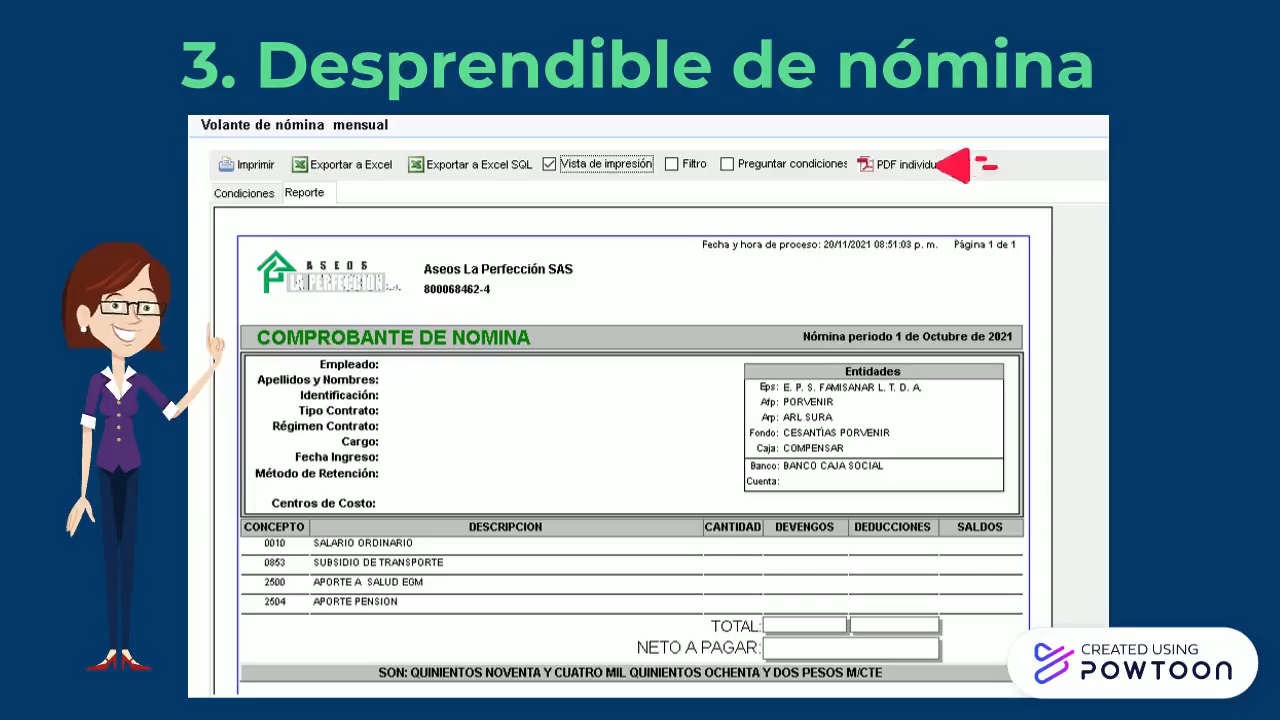 3. Desprendible de nómina
Volante de nómina mensual
Imprimir Exportar a Excel Exportar a Excel SQL Vista de impresión Filtro Preguntar condiciones PDF individu
Condiciones Reporte
Fecha y hora de proceso: 20/11/2021 08:51:03 p. m. Página 1 de 1
ASEOS
LA PERFECCION
Aseos La Perfección SAS
800068462-4
COMPROBANTE DE NOMINA Nómina periodo 1 de Octubre de 2021
Empleado:
Apellidos y Nombres:
Identificación:
Tipo Contrato:
Régimen Contrato:
Cargo:
Fecha Ingreso:
Método de Retención:
Centros de Costo:
Entidades
Eps: E. P. S. FAMISANAR L. T. D. A.
Afp: PORVENIR
Arp: ARL SURA
Fondo: CESANTÍAS PORVENIR
Caja: COMPENSAR
Banco: BANCO CAJA SOCIAL
Cuenta:
CONCEPTO DESCRIPCION CANTIDAD DEVENGOS DEDUCCIONES SALDOS
0010 SALARIO ORDINARIO
0853 SUBSIDIO DE TRANSPORTE
2500 APORTE A SALUD EGM
2504 APORTE PENSION
TOTAL:
NETO A PAGAR:
SON: QUINIENTOS NOVENTA Y CUATRO MIL QUINIENTOS OCHENTA Y DOS PESOS M/CTE
CREATED USING
POWTOON